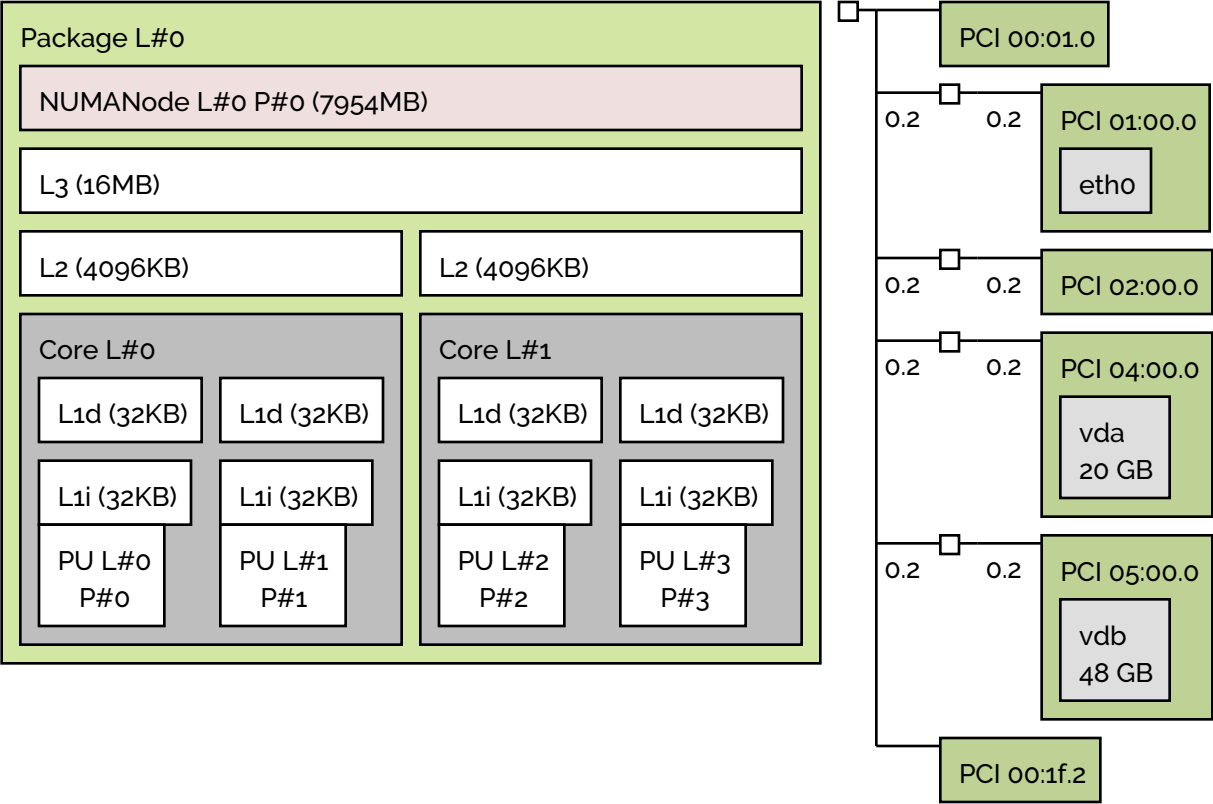 Package L#0
NUMANode L#0 P#0 (7954MB)
L3 (16MB)
L2 (4096KB)
L2 (4096KB)
Core L#0
L1d (32KB)
L1d (32KB)
L1i (32KB)
L1i (32KB)
PU L#0
P#0
PU L#1
P#1
Core L#1
L1d (32KB)
L1d (32KB)
L1i (32KB)
L1i (32KB)
PU L#2
P#2
PU L#3
P#3
PCI 00:01.0
0.2
0.2
PCI 01:00.0
eth0
0.2
0.2
PCI 02:00.0
0.2
0.2
PCI 04:00.0
vda
20 GB
0.2
0.2
PCI 05:00.0
vdb
48 GB
PCI 00:1f.2